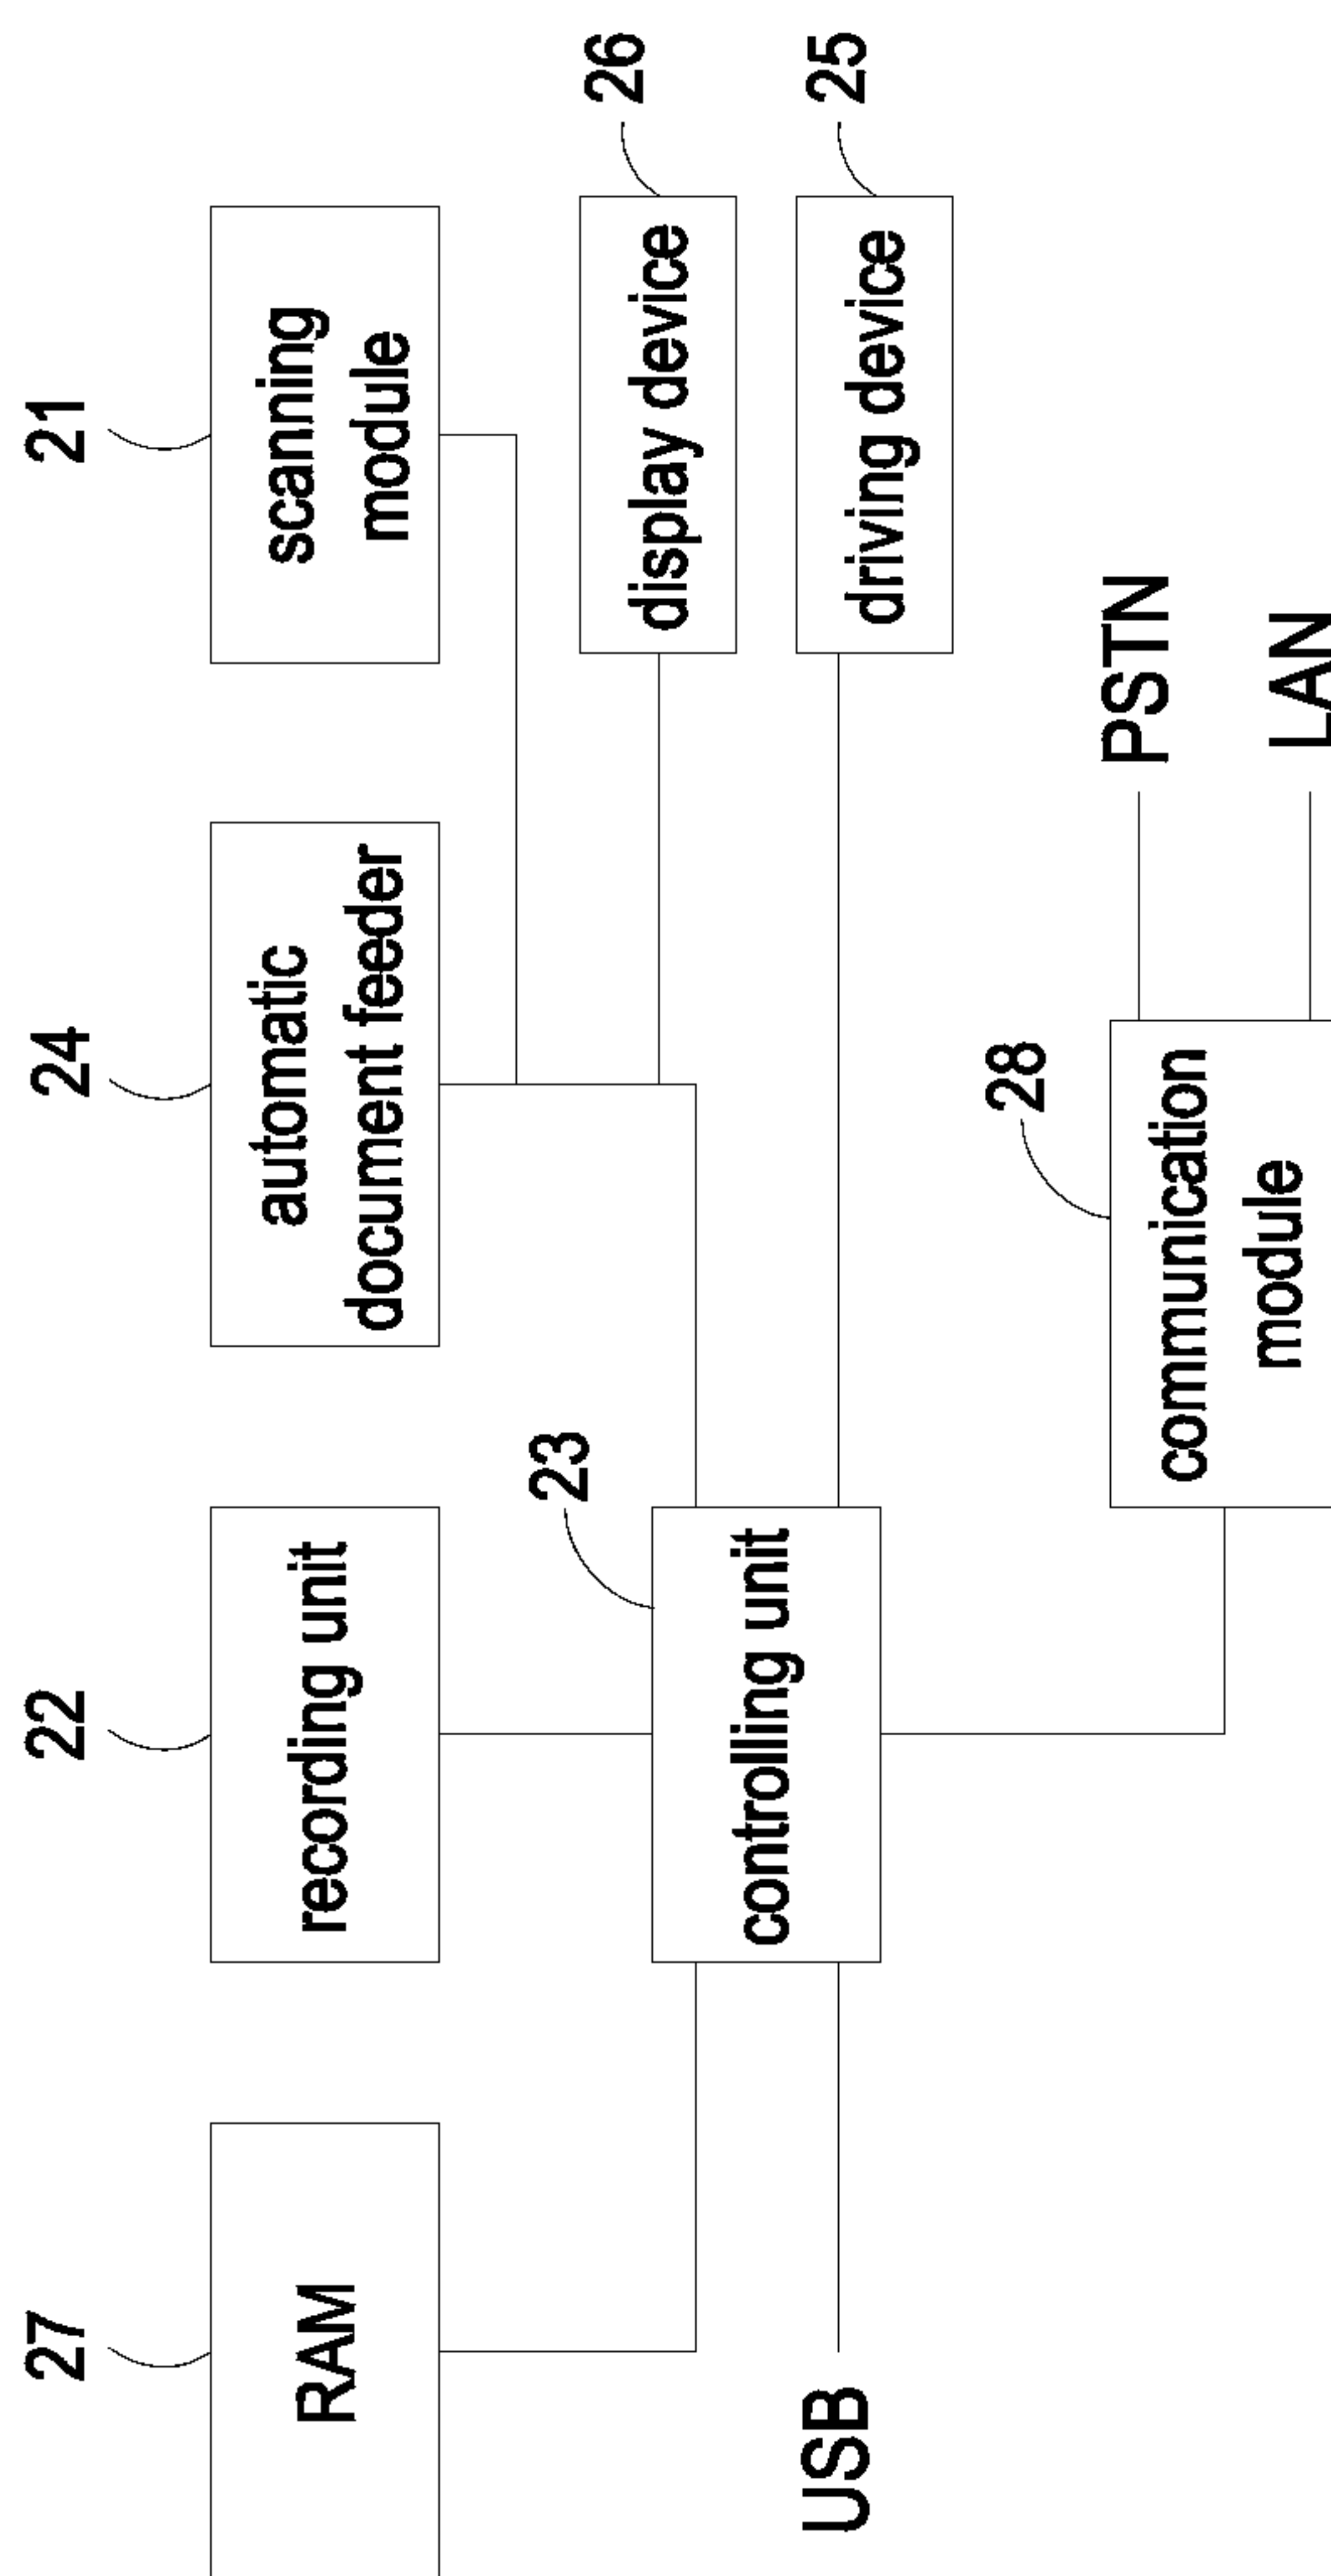 27
22
24
21
RAM
recording unit
automatic
document feeder
scanning
module
23
26
display device
USB
controlling unit
25
driving device
28
communication
module
PSTN
LAN